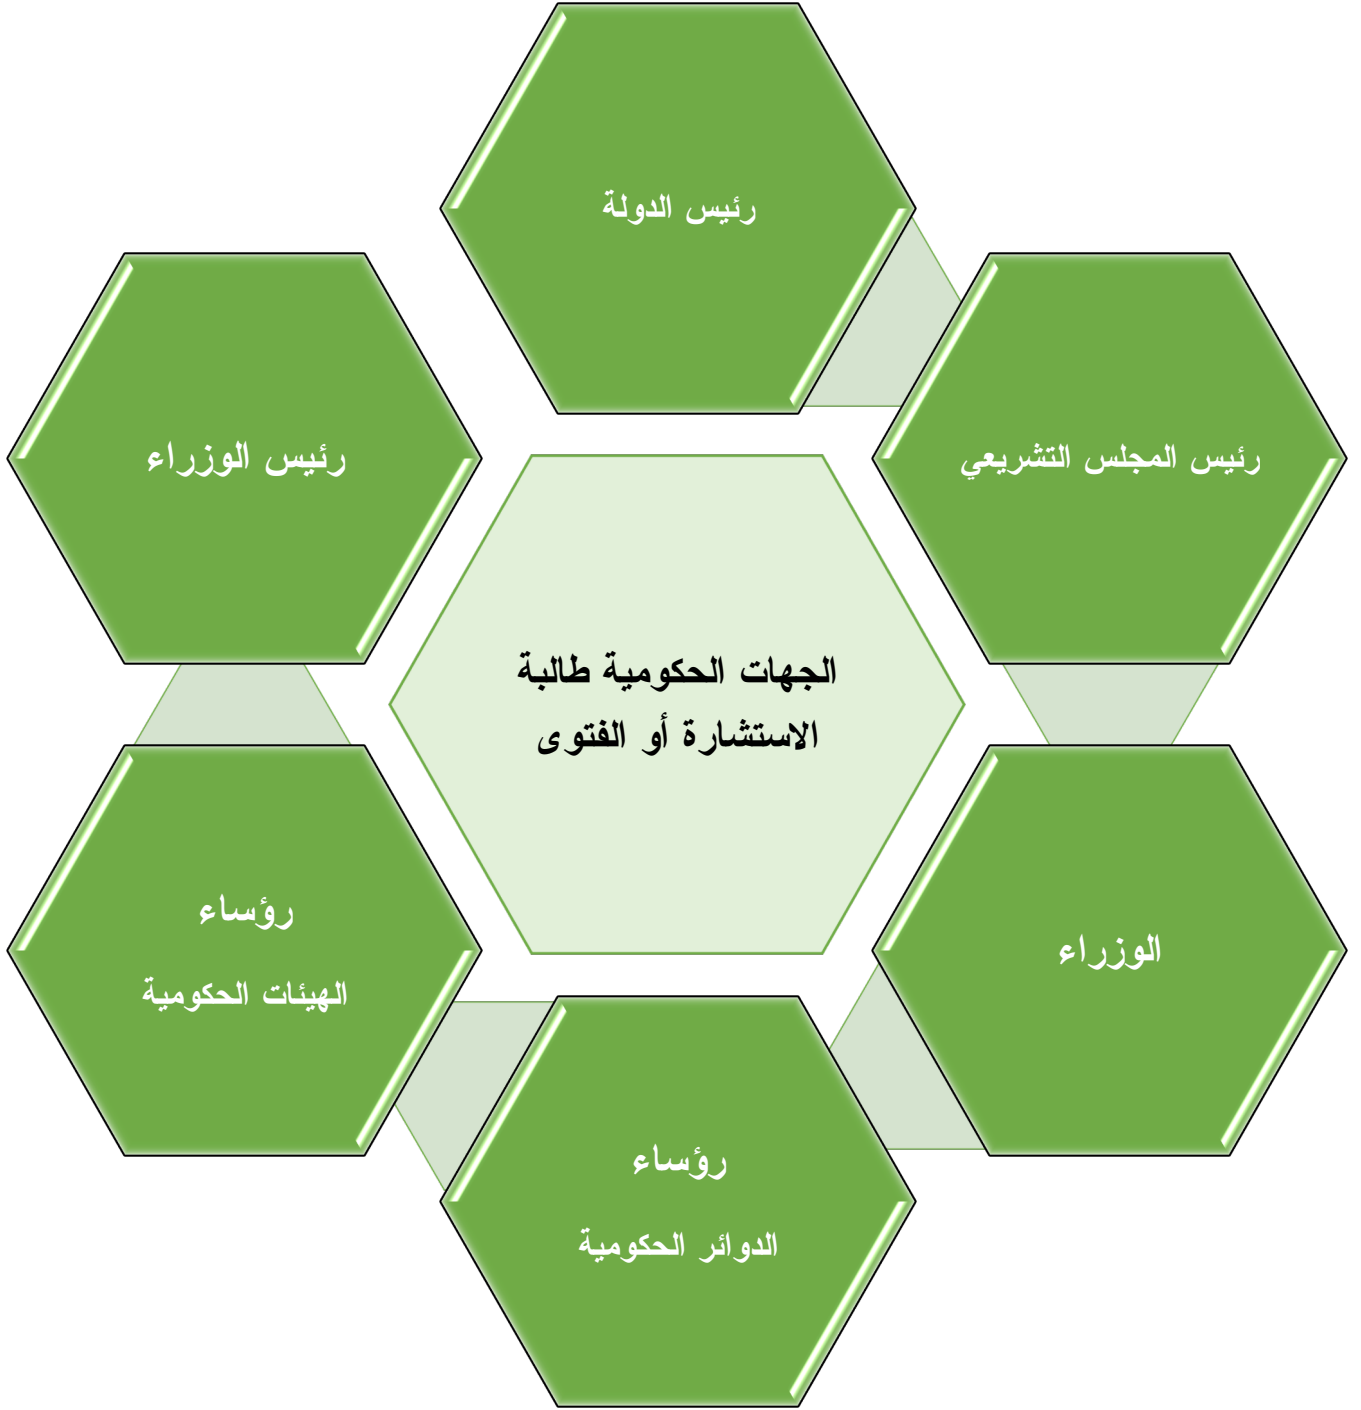 رئيس الدولة
رئيس المجلس التشريعي
رئيس الوزراء
الجهات الحكومية طالبة
الاستشارة أو الفتوى
الوزراء
رؤساء
الهيئات الحكومية
رؤساء
الدوائر الحكومية